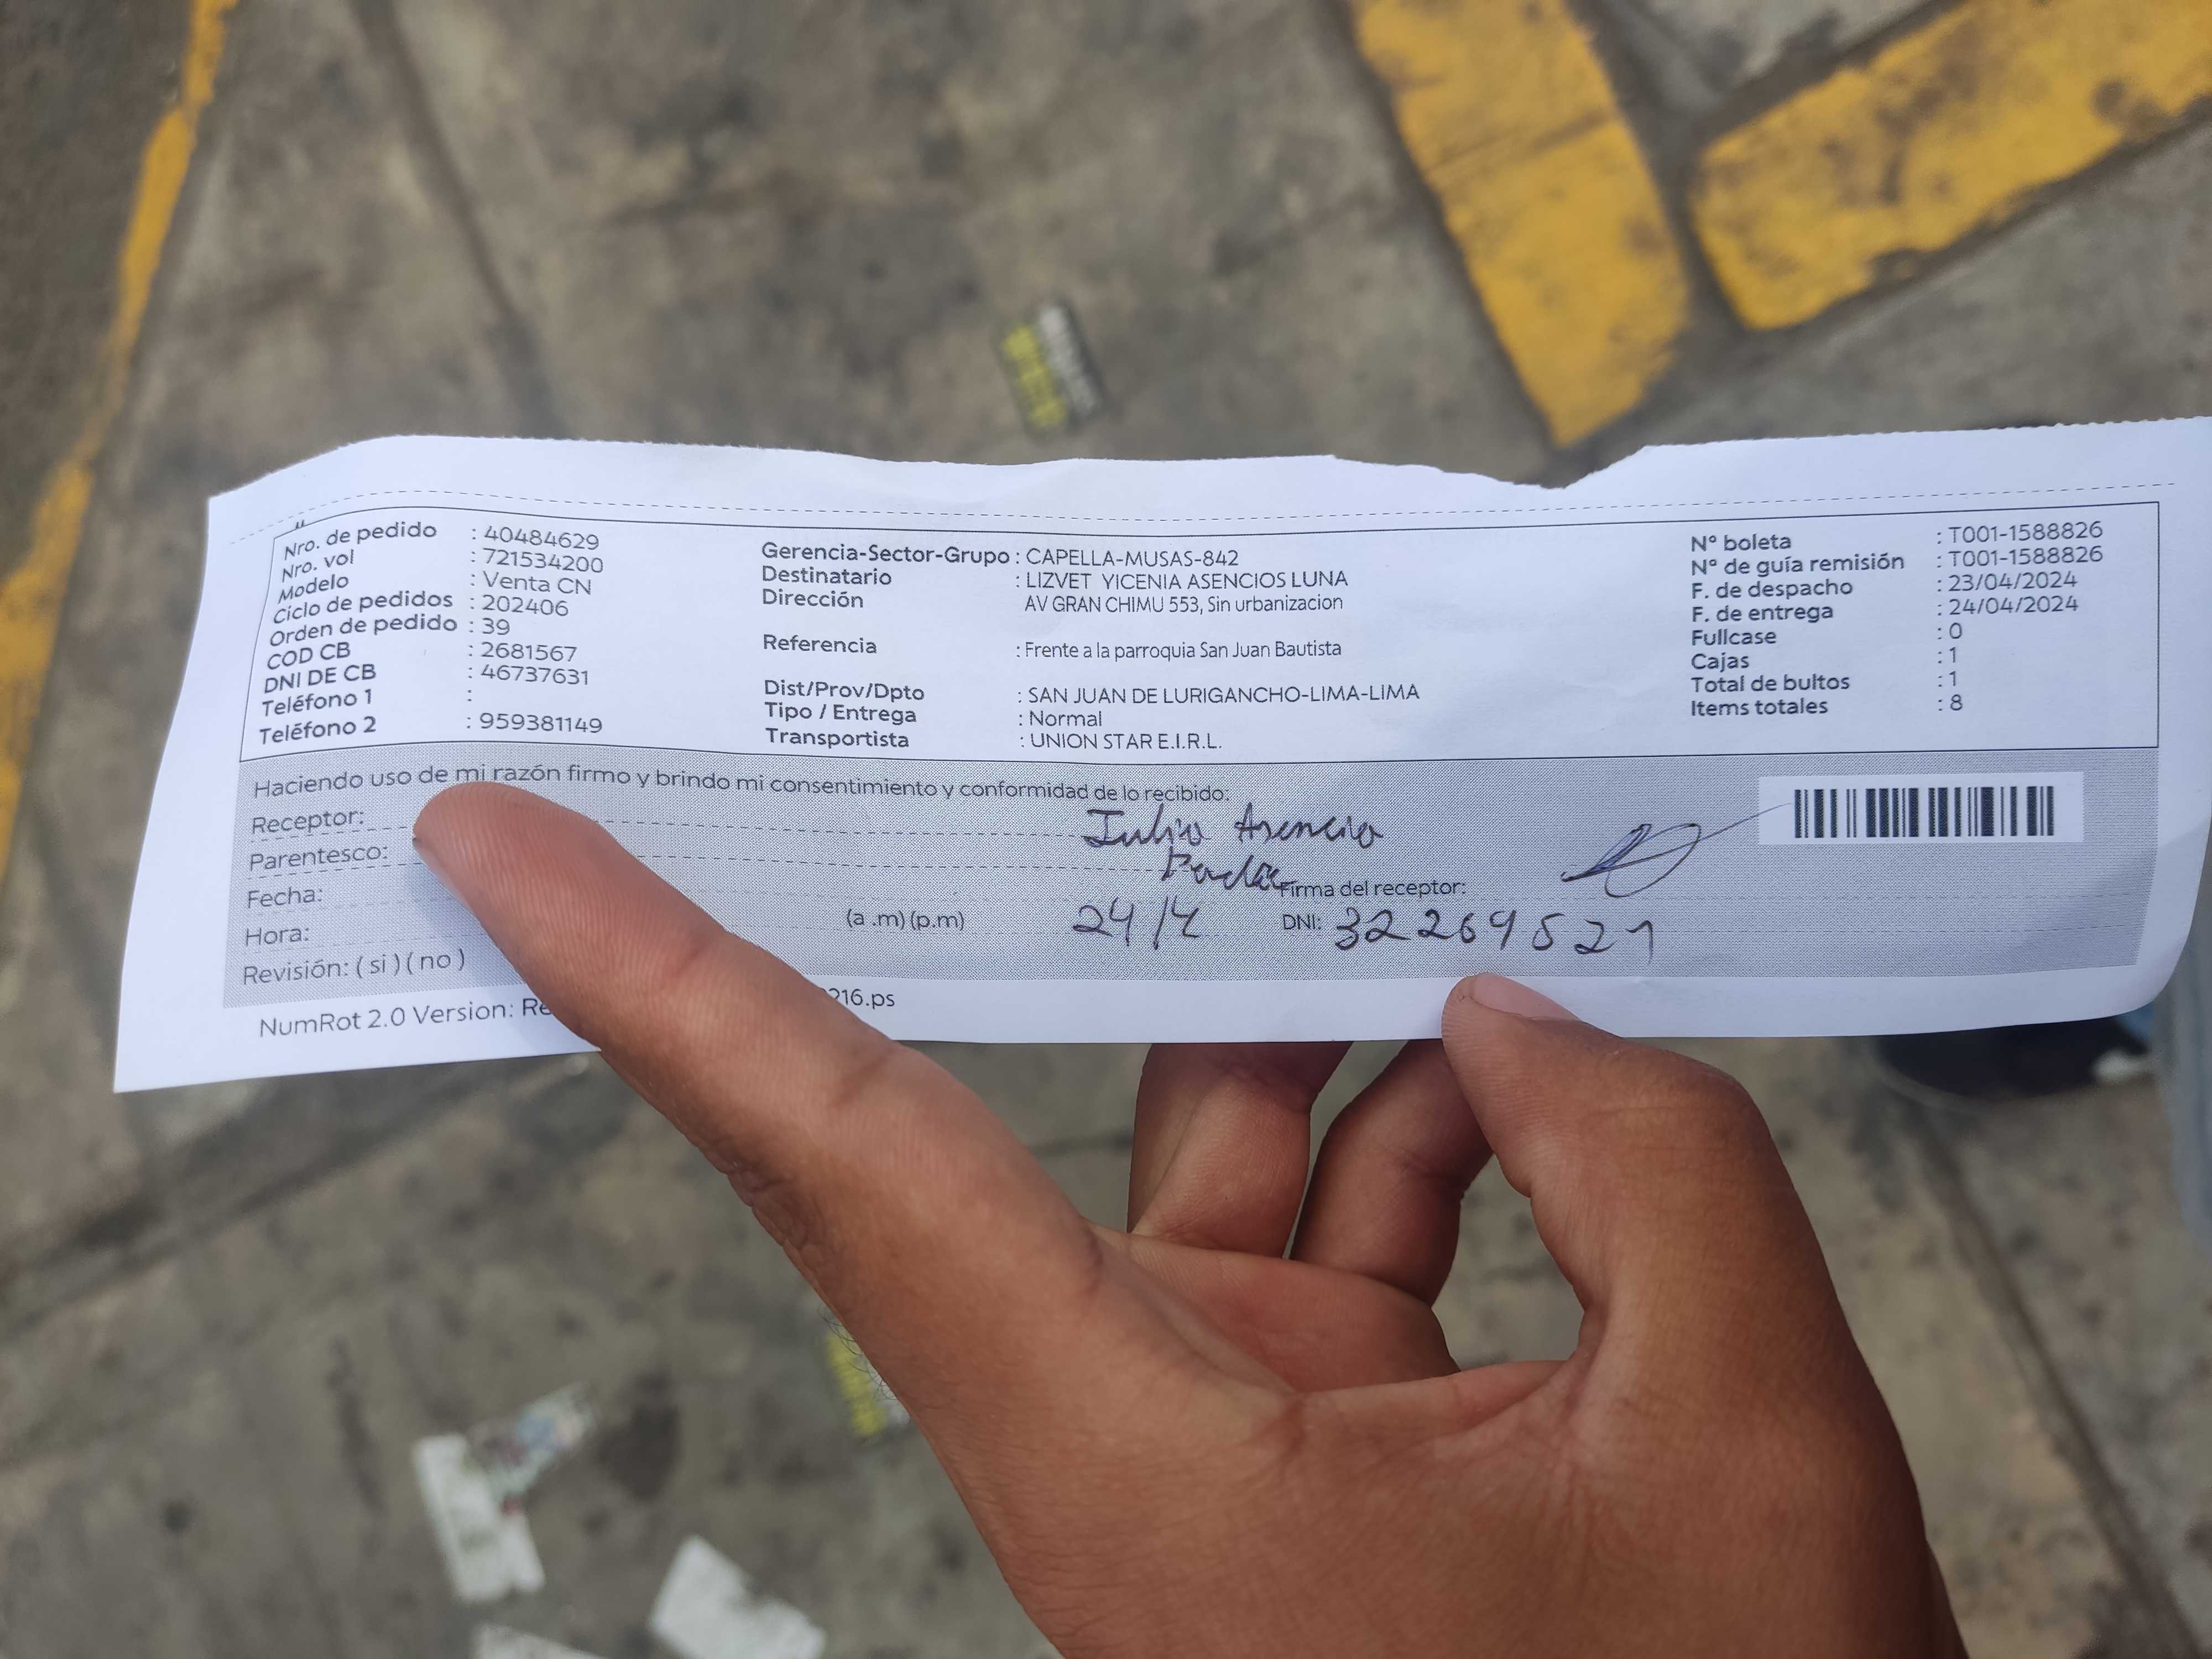 Nro. de pedido : 40484629
Nro. vol : 721534200
Modelo : Venta CN
Ciclo de pedidos : 202406
Orden de pedido : 39
COD CB : 2681567
DNI DE CB : 46737631
Teléfono 1 :
Teléfono 2 : 959381149
Gerencia-Sector-Grupo : CAPELLA-MUSAS-842
Destinatario : LIZVET YICENIA ASENCIOS LUNA
Dirección AV GRAN CHIMU 553, Sin urbanizacion
Referencia : Frente a la parroquia San Juan Bautista
Dist/Prov/Dpto : SAN JUAN DE LURIGANCHO-LIMA-LIMA
Tipo / Entrega : Normal
Transportista : UNION STAR E.I.R.L.
N° boleta : T001-1588826
N° de guía remisión : T001-1588826
F. de despacho : 23/04/2024
F. de entrega : 24/04/2024
Fullcase : 0
Cajas : 1
Total de bultos : 1
Items totales : 8
Haciendo uso de mi razón firmo y brindo mi consentimiento y conformidad de lo recibido:
Receptor: Julio Asencio
Parentesco:
Fecha: Firma del receptor:
Hora: (a .m) (p.m) 24/4 DNI: 32269521
Revisión: ( si ) ( no )
NumRot 2.0 Version: 216.ps